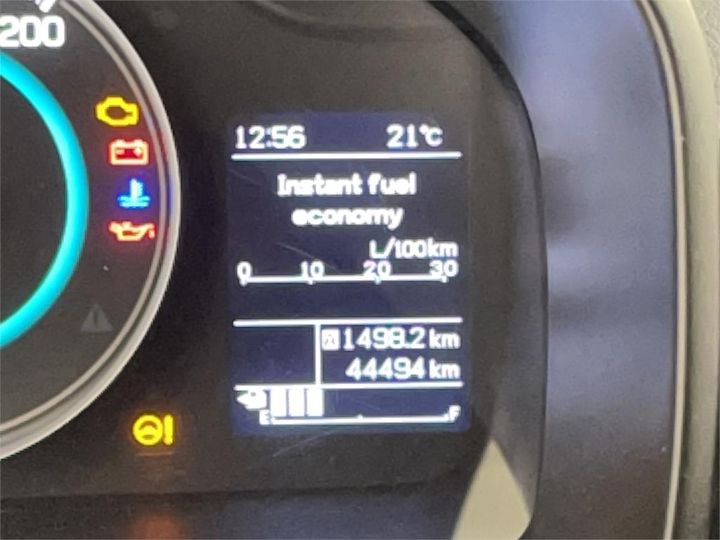 200
12:56 21°C
Instant fuel
economy
L/100km
0 10 20 30
A 1498.2 km
44494 km
E F